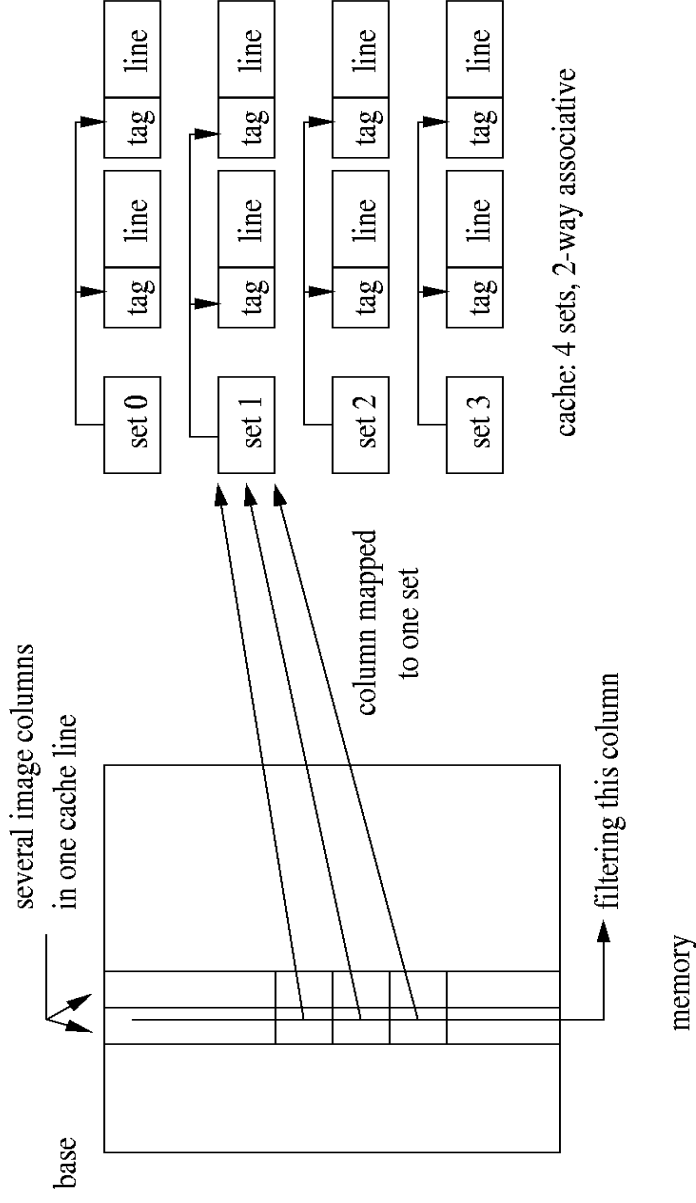 base
several image columns
in one cache line
filtering this column
memory
column mapped
to one set
set 0
tag
line
tag
line
set 1
tag
line
tag
line
set 2
tag
line
tag
line
set 3
tag
line
tag
line
cache: 4 sets, 2-way associative